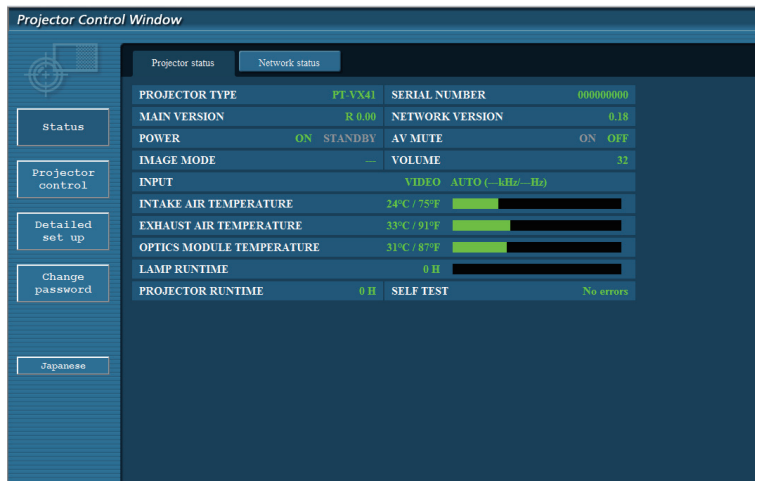 Projector Control Window
Projector status Network status
Status
Projector
control
Detailed
set up
Change
password
Japanese
PROJECTOR TYPE PT-VX41 SERIAL NUMBER 000000000
MAIN VERSION R 0.00 NETWORK VERSION 0.18
POWER ON STANDBY AV MUTE ON OFF
IMAGE MODE — VOLUME 32
INPUT VIDEO AUTO (—kHz/—Hz)
INTAKE AIR TEMPERATURE 24°C / 75°F
EXHAUST AIR TEMPERATURE 33°C / 91°F
OPTICS MODULE TEMPERATURE 31°C / 87°F
LAMP RUNTIME 0 H
PROJECTOR RUNTIME 0 H SELF TEST No errors